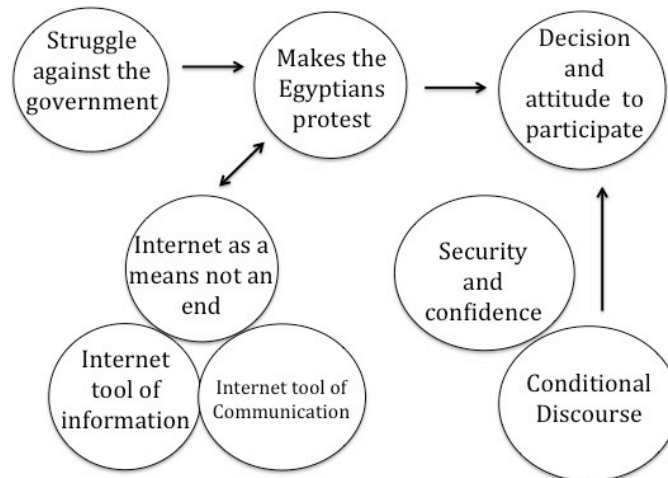 Struggle
against the
government
Makes the
Egyptians
protest
Decision
and
attitude to
participate
Internet as a
means not an
end
Security
and
confidence
Internet
tool of
information
Internet tool of
Communication
Conditional
Discourse